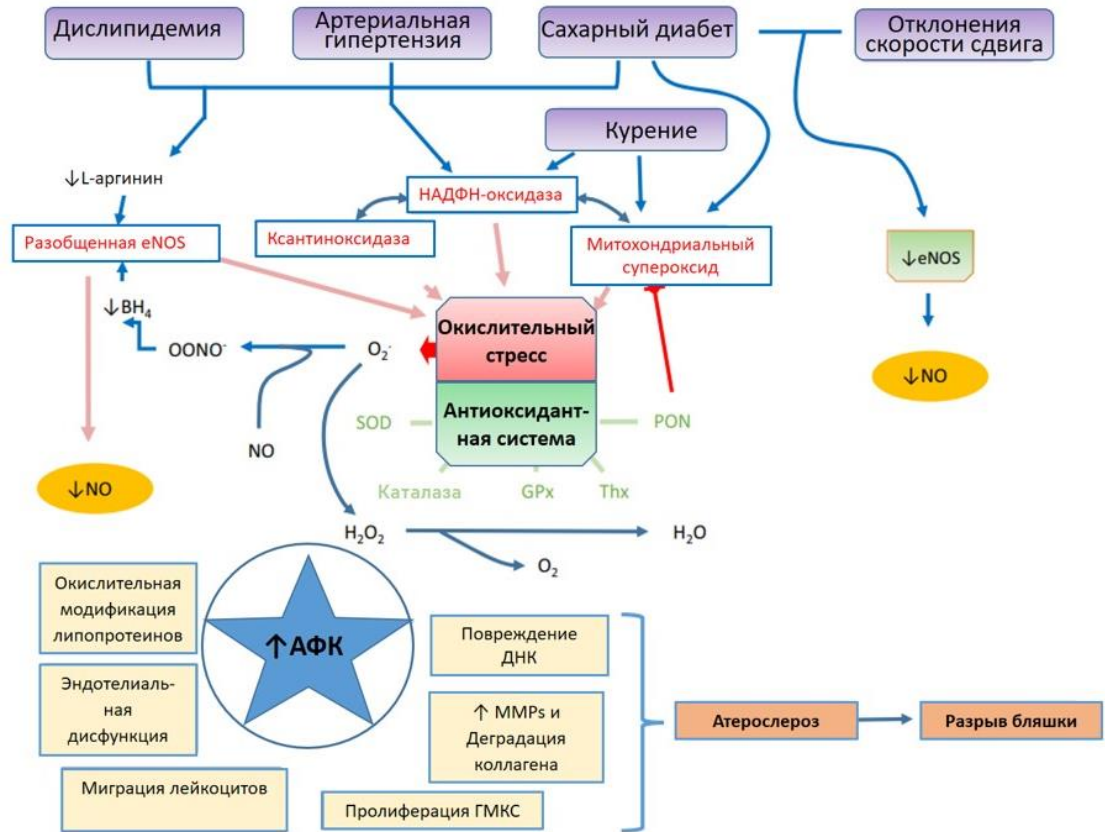 Дислипидемия
Артериальная
гипертензия
Сахарный диабет
Отклонения
скорости сдвига
Курение
↓L-аргинин
НАДФН-оксидаза
Разобщенная eNOS
Ксантиноксидаза
Митохондриальный
супероксид
↓eNOS
↓BH₄
Окислительный
стресс
OONO⁻
O₂⁻
↓NO
Антиоксидант-
ная система
SOD
PON
NO
↓NO
Каталаза
GPx
Thx
H₂O₂
H₂O
O₂
Окислительная
модификация
липопротеинов
↑АФК
Повреждение
ДНК
Эндотелиаль-
ная
дисфункция
↑ MMPs и
Деградация
коллагена
Атерослероз
Разрыв бляшки
Миграция лейкоцитов
Пролиферация ГМКС